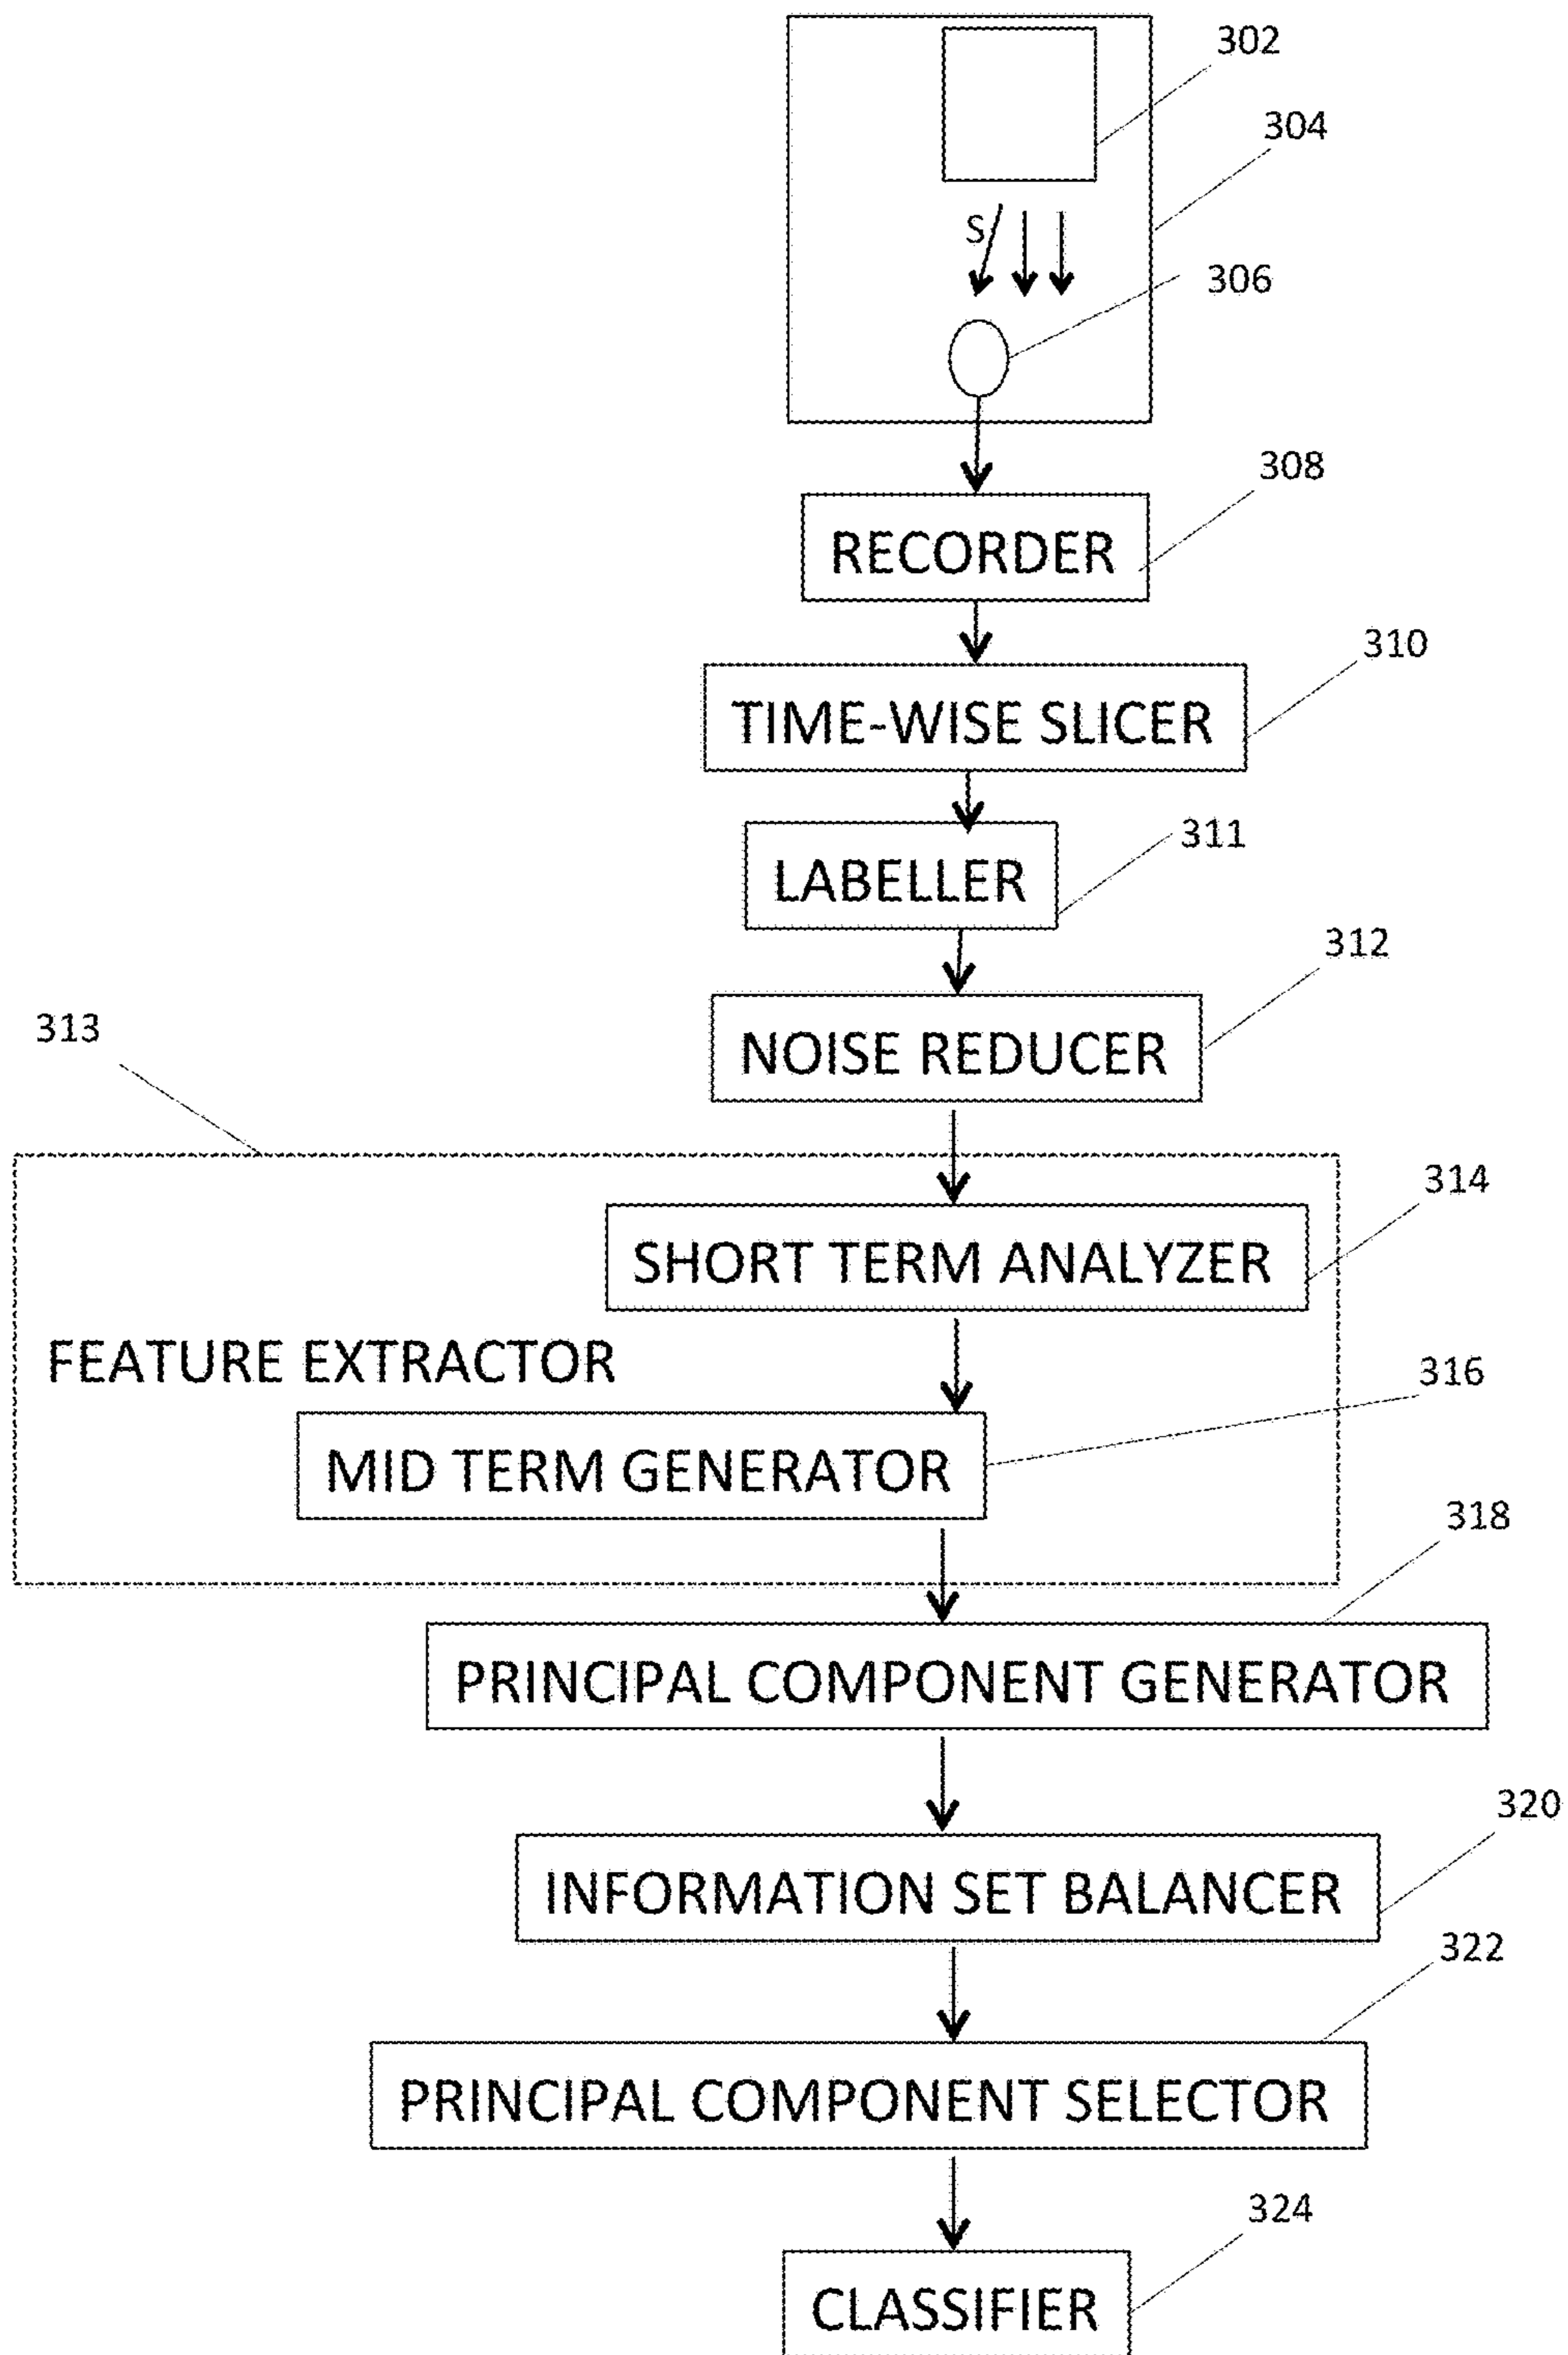 302
304
S
306
308
RECORDER
310
TIME-WISE SLICER
311
LABELLER
312
NOISE REDUCER
313
314
SHORT TERM ANALYZER
FEATURE EXTRACTOR
316
MID TERM GENERATOR
318
PRINCIPAL COMPONENT GENERATOR
320
INFORMATION SET BALANCER
322
PRINCIPAL COMPONENT SELECTOR
324
CLASSIFIER